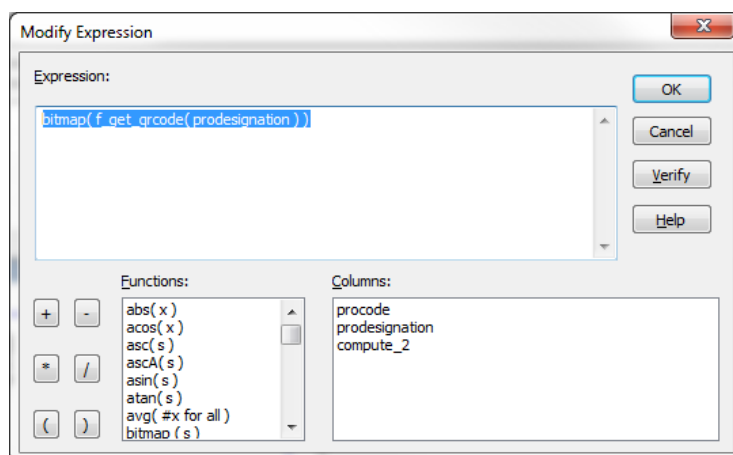 Modify Expression
Expression:
bitmap( f_get_qrcode( prodesignation ) )
OK
Cancel
Verify
Help
Functions:
Columns:
+ -
* /
( )
abs( x )
acos( x )
asc( s )
ascA( s )
asin( s )
atan( s )
avg( #x for all )
bitmap ( s )
procode
prodesignation
compute_2